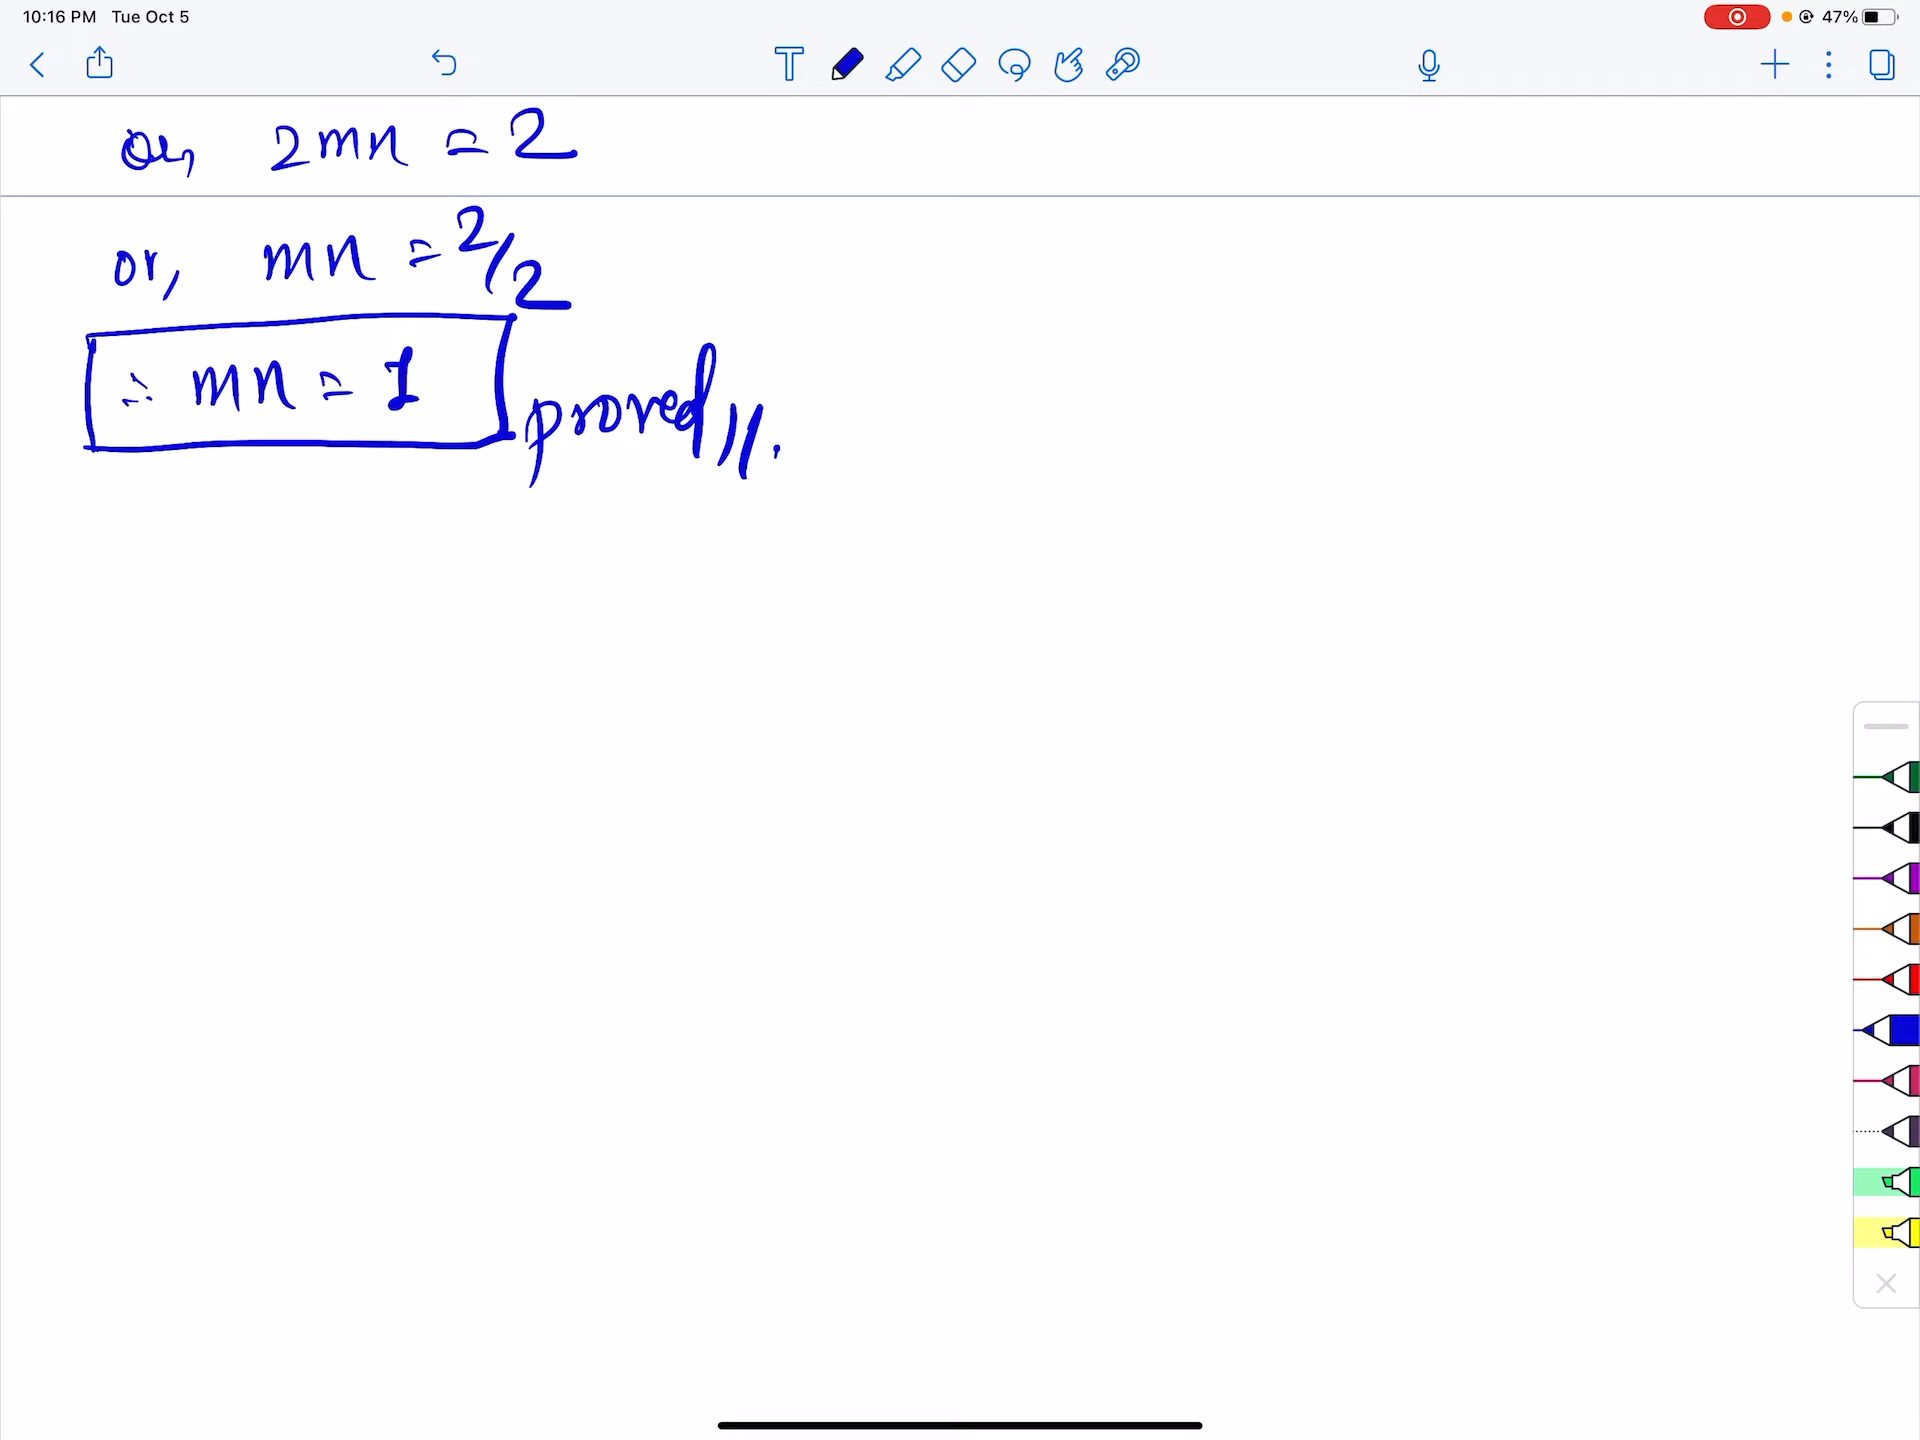 10:16 PM Tue Oct 5 47%
or, 2mn = 2
or, mn = 2/2
∴ mn = 1 proved //.